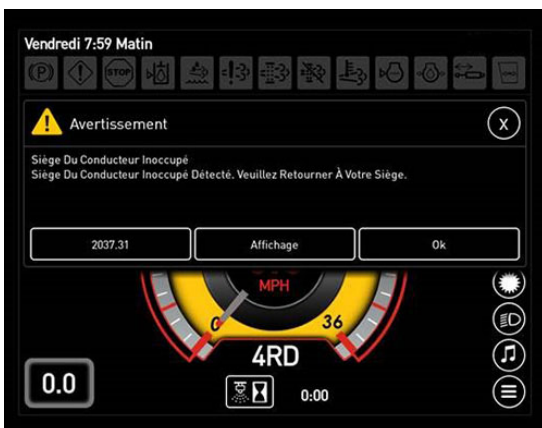 Vendredi 7:59 Matin
(P)
STOP
Avertissement
X
Siège Du Conducteur Inoccupé
Siège Du Conducteur Inoccupé Détecté. Veuillez Retourner À Votre Siège.
2037.31
Affichage
Ok
MPH
0
36
4RD
0.0
0:00